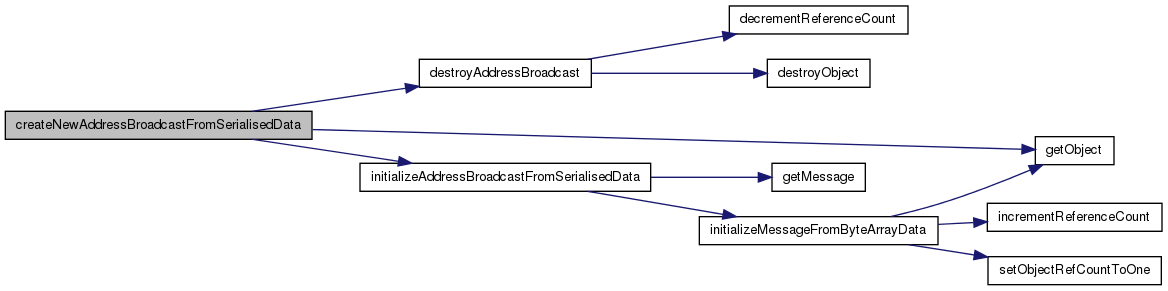 decrementReferenceCount
destroyAddressBroadcast
destroyObject
createNewAddressBroadcastFromSerialisedData
getObject
initializeAddressBroadcastFromSerialisedData
getMessage
incrementReferenceCount
initializeMessageFromByteArrayData
setObjectRefCountToOne